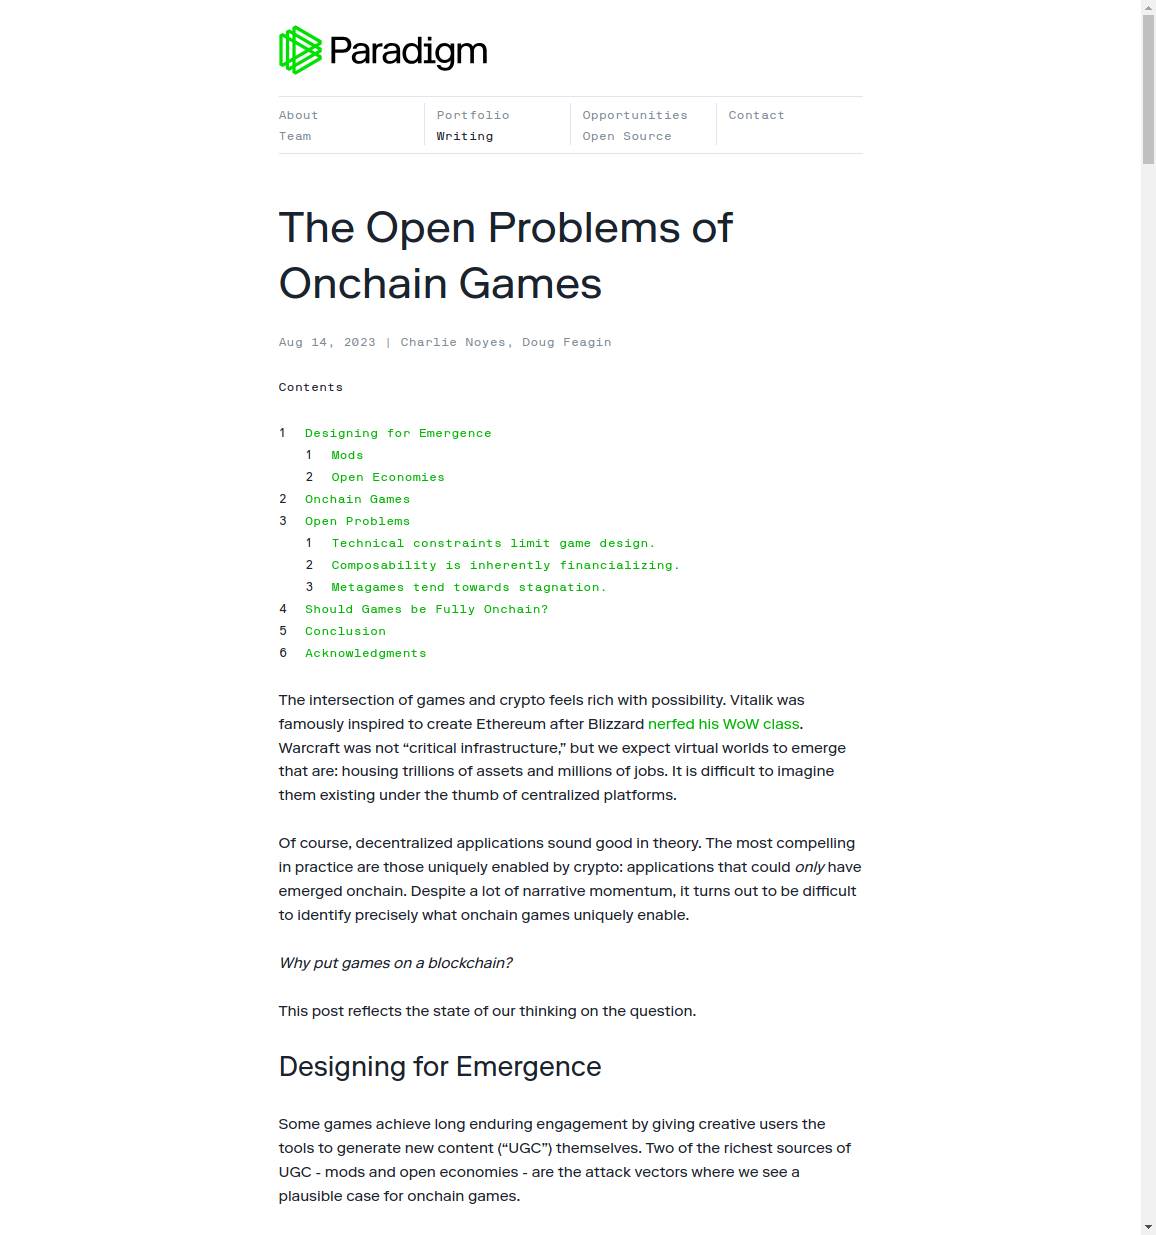 Paradigm
About
Team
Portfolio
Writing
Opportunities
Open Source
Contact
The Open Problems of
Onchain Games
Aug 14, 2023 | Charlie Noyes, Doug Feagin
Contents
1 Designing for Emergence
1 Mods
2 Open Economies
2 Onchain Games
3 Open Problems
1 Technical constraints limit game design.
2 Composability is inherently financializing.
3 Metagames tend towards stagnation.
4 Should Games be Fully Onchain?
5 Conclusion
6 Acknowledgments
The intersection of games and crypto feels rich with possibility. Vitalik was
famously inspired to create Ethereum after Blizzard nerfed his WoW class.
Warcraft was not “critical infrastructure,” but we expect virtual worlds to emerge
that are: housing trillions of assets and millions of jobs. It is difficult to imagine
them existing under the thumb of centralized platforms.
Of course, decentralized applications sound good in theory. The most compelling
in practice are those uniquely enabled by crypto: applications that could only have
emerged onchain. Despite a lot of narrative momentum, it turns out to be difficult
to identify precisely what onchain games uniquely enable.
Why put games on a blockchain?
This post reflects the state of our thinking on the question.
Designing for Emergence
Some games achieve long enduring engagement by giving creative users the
tools to generate new content (“UGC”) themselves. Two of the richest sources of
UGC - mods and open economies - are the attack vectors where we see a
plausible case for onchain games.